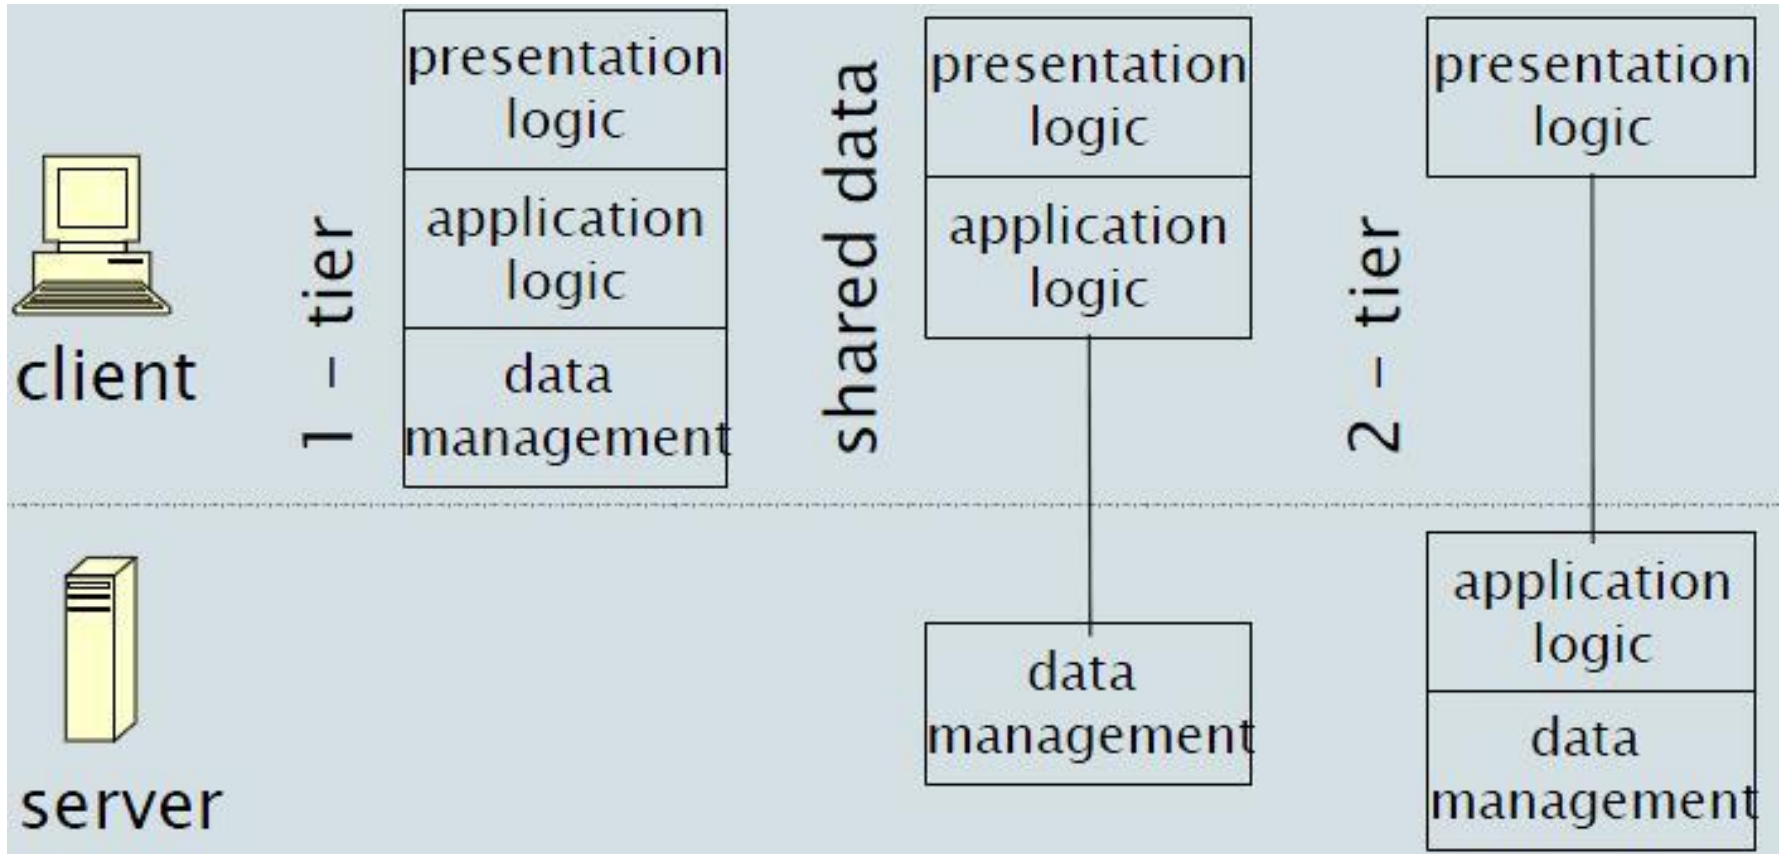 client
server
1 - tier
presentation
logic
application
logic
data
management
shared data
presentation
logic
application
logic
data
management
2 - tier
presentation
logic
application
logic
data
management